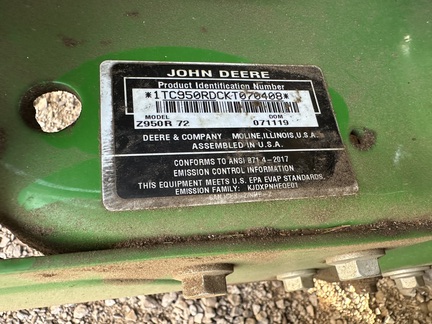 JOHN DEERE
Product Identification Number
*1TC950RDCKT070408*
MODEL DOM
Z950R 72 071119
DEERE & COMPANY MOLINE, ILLINOIS, U.S.A.
ASSEMBLED IN U.S.A.
CONFORMS TO ANSI B71.4-2017
EMISSION CONTROL INFORMATION
THIS EQUIPMENT MEETS U.S. EPA EVAP STANDARDS.
EMISSION FAMILY: KJDXPNHEQE01